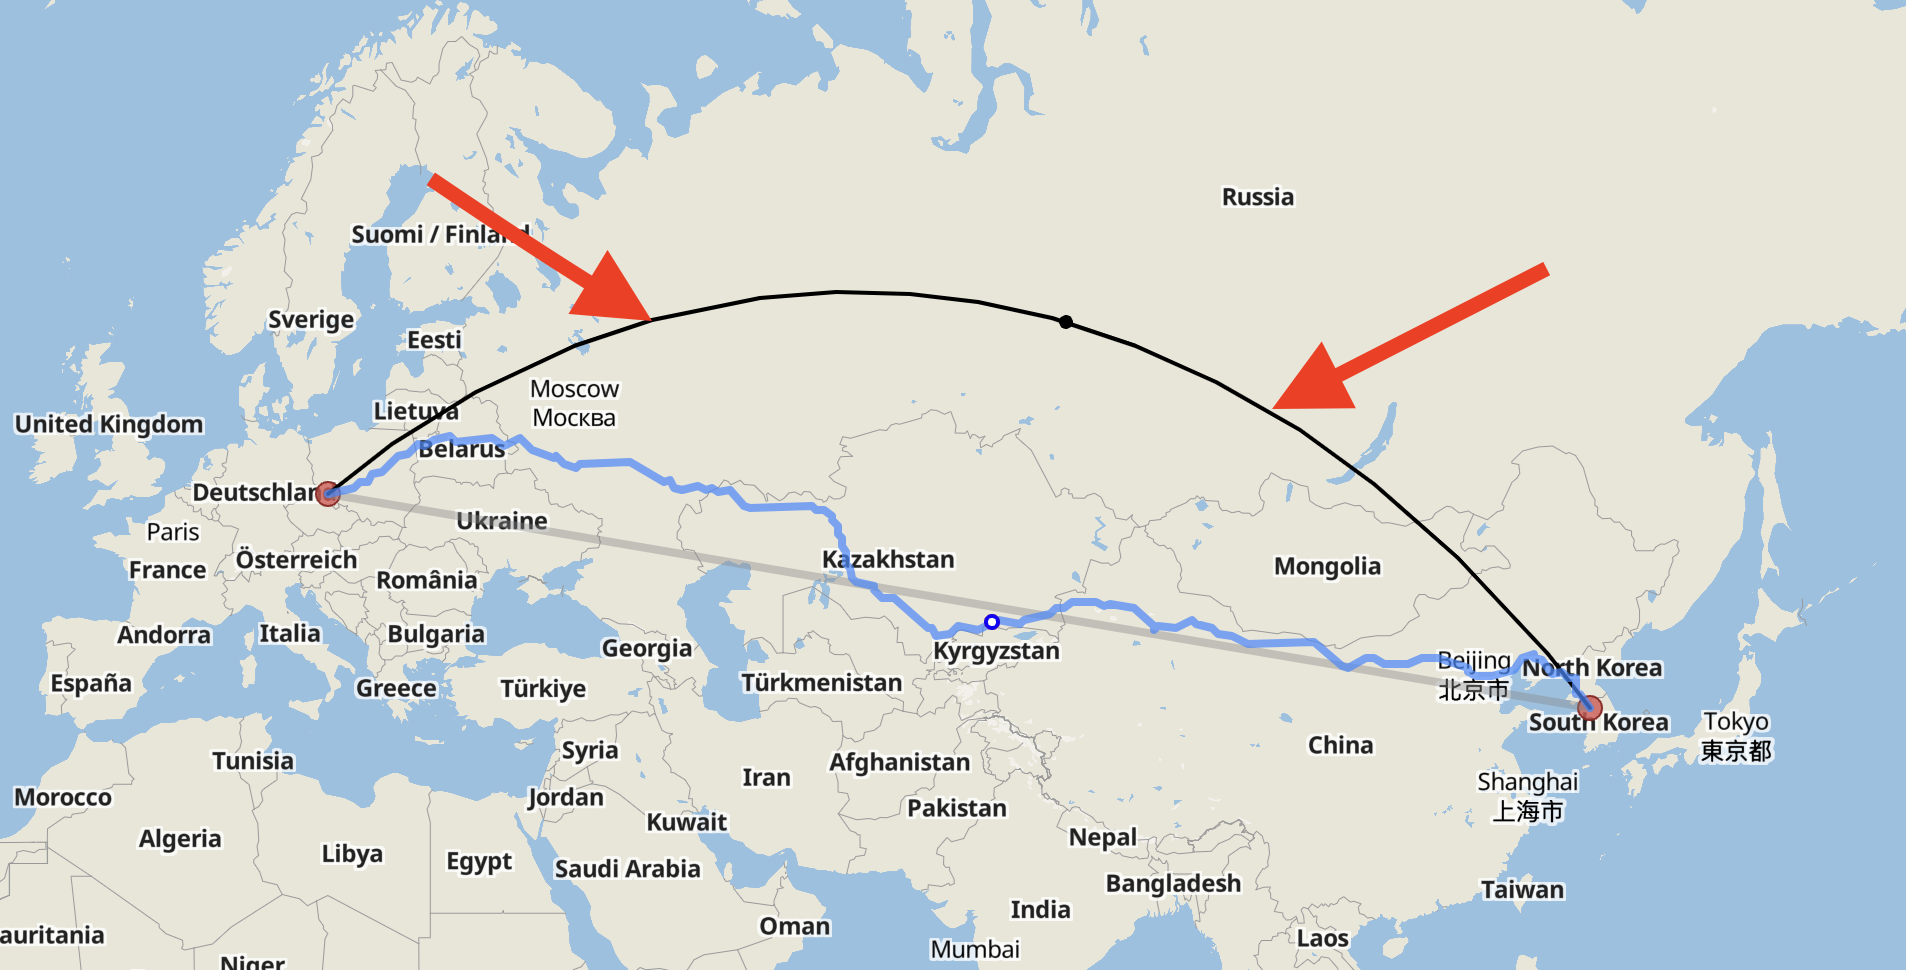 Russia
Suomi / Finland
Sverige
Eesti
Moscow
Москва
Lietuva
United Kingdom
Belarus
Deutschland
Ukraine
Paris
Österreich
Kazakhstan
Mongolia
France
România
Andorra
Italia
Bulgaria
Georgia
Kyrgyzstan
Beijing
北京市
North Korea
España
Greece
Türkiye
Türkmenistan
South Korea
Tokyo
東京都
Tunisia
Syria
Iran
Afghanistan
China
Shanghai
上海市
Morocco
Jordan
Pakistan
Algeria
Kuwait
Nepal
Libya
Egypt
Saudi Arabia
Bangladesh
Taiwan
India
Oman
auritania
Mumbai
Laos
Niger